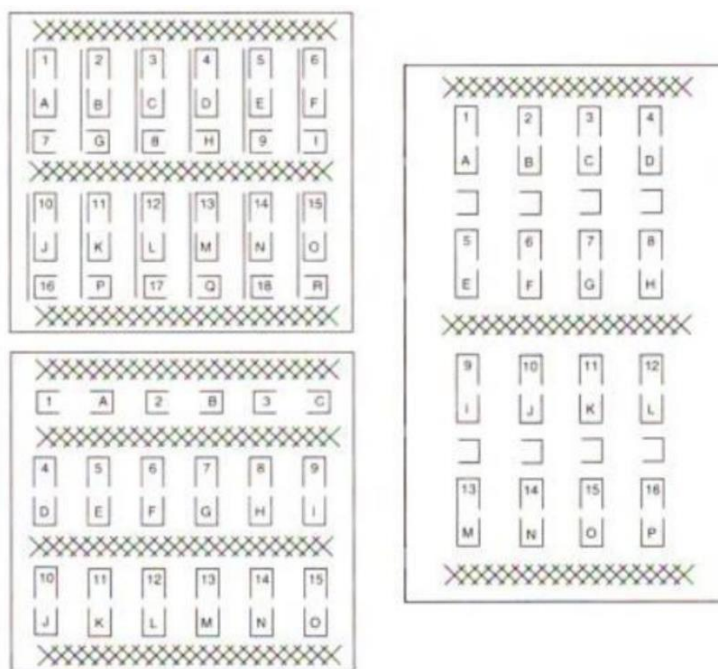 1 2 3 4 5 6
A B C D E F
7 G 8 H 9 I
10 11 12 13 14 15
J K L M N O
16 P 17 Q 18 R
1 A 2 B 3 C
4 5 6 7 8 9
D E F G H I
10 11 12 13 14 15
J K L M N O
1 2 3 4
A B C D
5 6 7 8
E F G H
9 10 11 12
I J K L
13 14 15 16
M N O P